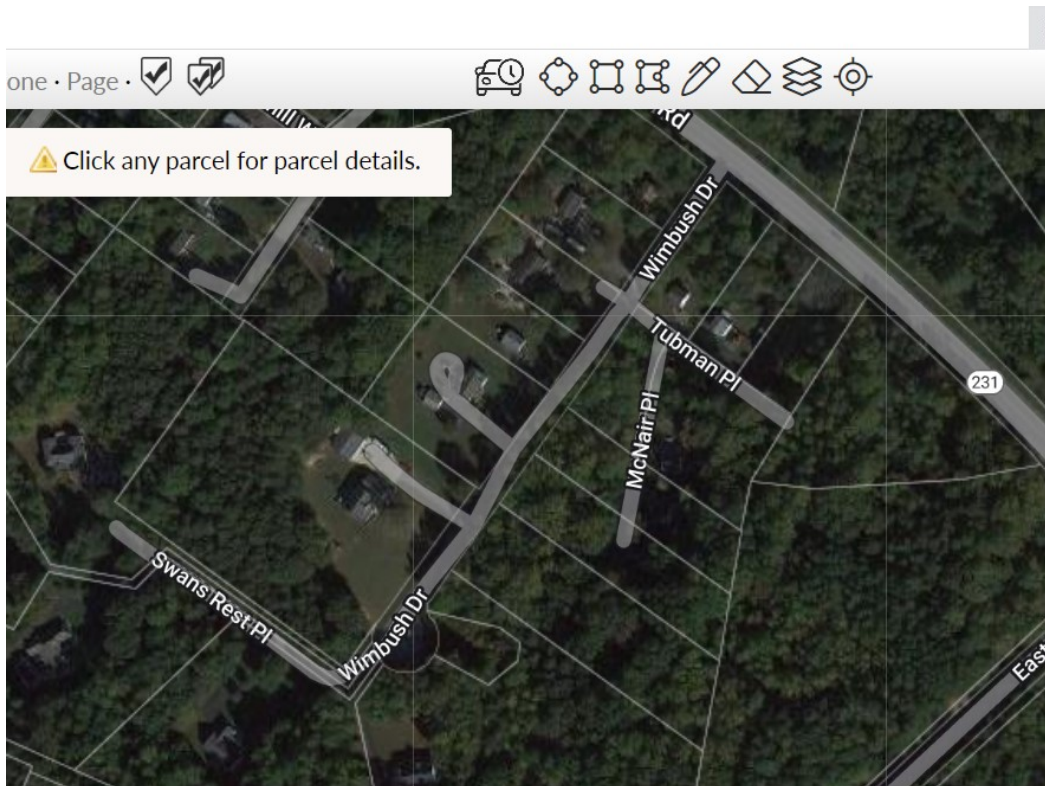 one · Page ·
Click any parcel for parcel details.
Rd
Wimbush Dr
Tubman Pl
231
McNair Pl
Swans Rest Pl
Wimbush Dr
East